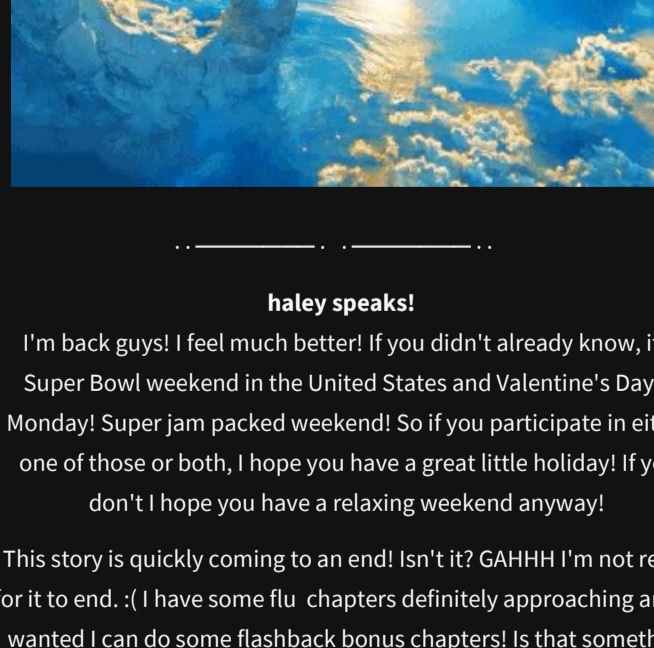 haley speaks!
I'm back guys! I feel much better! If you didn't already know,
Super Bowl weekend in the United States and Valentine's Day
Monday! Super jam packed weekend! So if you participate in
one of those or both, I hope you have a great little holiday! If
don't I hope you have a relaxing weekend anyway!
This story is quickly coming to an end! Isn't it? GAHHH I'm not
it to end. :( I have some flu chapters definitely approaching
wanted I can do some flashback bonus chapters! Is that